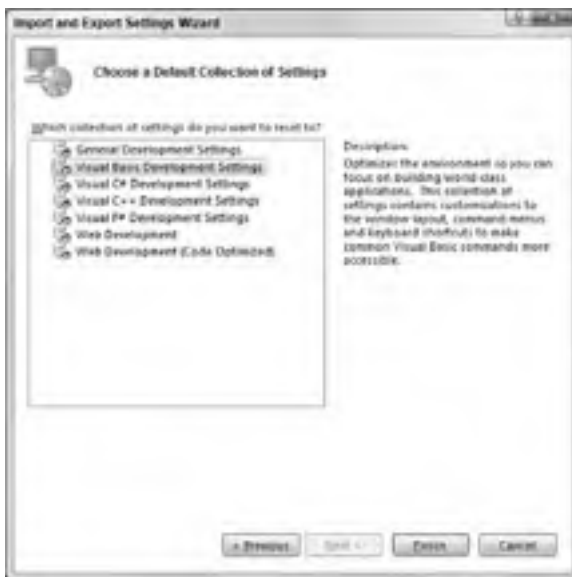 Import and Export Settings Wizard
Choose a Default Collection of Settings
Which collection of settings do you want to reset to?
General Development Settings
Visual Basic Development Settings
Visual C# Development Settings
Visual C++ Development Settings
Visual F# Development Settings
Web Development
Web Development (Code Optimized)
Description:
Optimizes the environment so you can
focus on building world-class
applications. This collection of
settings contains customizations to
the window layout, command menus
and keyboard shortcuts to make
common Visual Basic commands more
accessible.
< Previous
Next >
Finish
Cancel